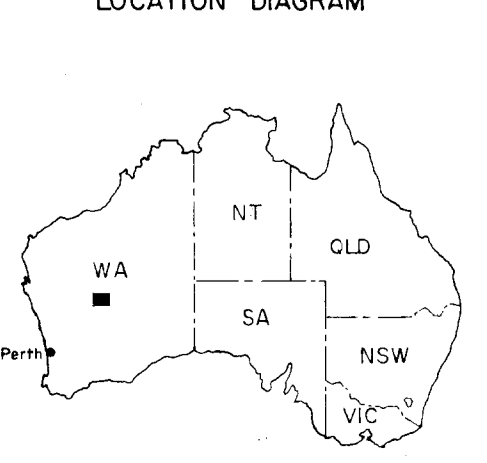 LOCATION DIAGRAM
NT
QLD
WA
SA
Perth
NSW
VIC